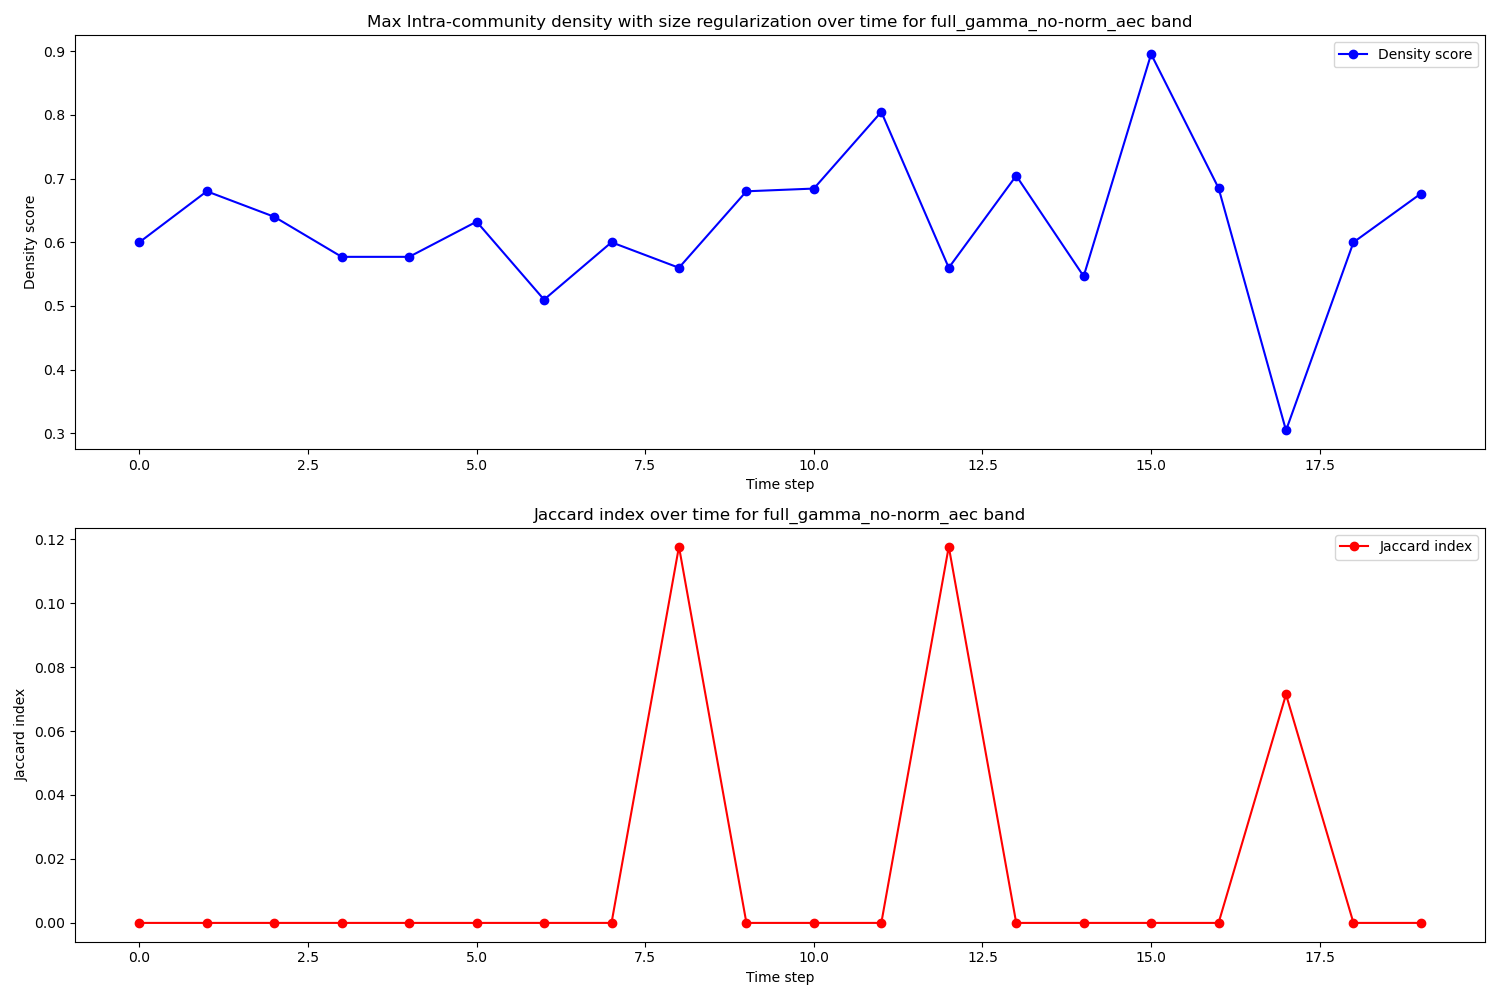 Max Intra-community density with size regularization over time for full_gamma_no-norm_aec band
Density score
0.9
0.8
0.7
0.6
0.5
0.4
0.3
Density score
0.0 2.5 5.0 7.5 10.0 12.5 15.0 17.5
Time step
Jaccard index over time for full_gamma_no-norm_aec band
Jaccard index
0.12
0.10
0.08
0.06
0.04
0.02
0.00
Jaccard index
0.0 2.5 5.0 7.5 10.0 12.5 15.0 17.5
Time step